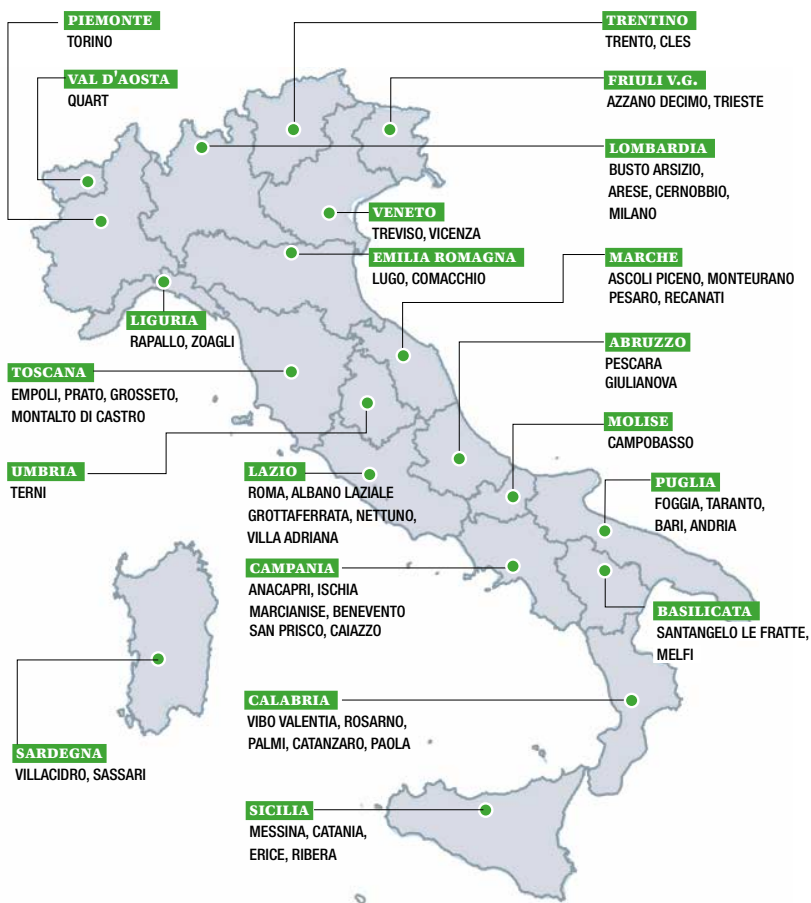 PIEMONTE
TORINO
VAL D'AOSTA
QUART
TRENTINO
TRENTO, CLES
FRIULI V.G.
AZZANO DECIMO, TRIESTE
LOMBARDIA
BUSTO ARSIZIO,
ARESE, CERNOBBIO,
MILANO
VENETO
TREVISO, VICENZA
EMILIA ROMAGNA
LUGO, COMACCHIO
MARCHE
ASCOLI PICENO, MONTEURANO
PESARO, RECANATI
LIGURIA
RAPALLO, ZOAGLI
ABRUZZO
PESCARA
GIULIANOVA
TOSCANA
EMPOLI, PRATO, GROSSETO,
MONTALTO DI CASTRO
MOLISE
CAMPOBASSO
UMBRIA
TERNI
LAZIO
ROMA, ALBANO LAZIALE
GROTTAFERRATA, NETTUNO,
VILLA ADRIANA
PUGLIA
FOGGIA, TARANTO,
BARI, ANDRIA
CAMPANIA
ANACAPRI, ISCHIA
MARCIANISE, BENEVENTO
SAN PRISCO, CAIAZZO
BASILICATA
SANTANGELO LE FRATTE,
MELFI
CALABRIA
VIBO VALENTIA, ROSARNO,
PALMI, CATANZARO, PAOLA
SARDEGNA
VILLACIDRO, SASSARI
SICILIA
MESSINA, CATANIA,
ERICE, RIBERA